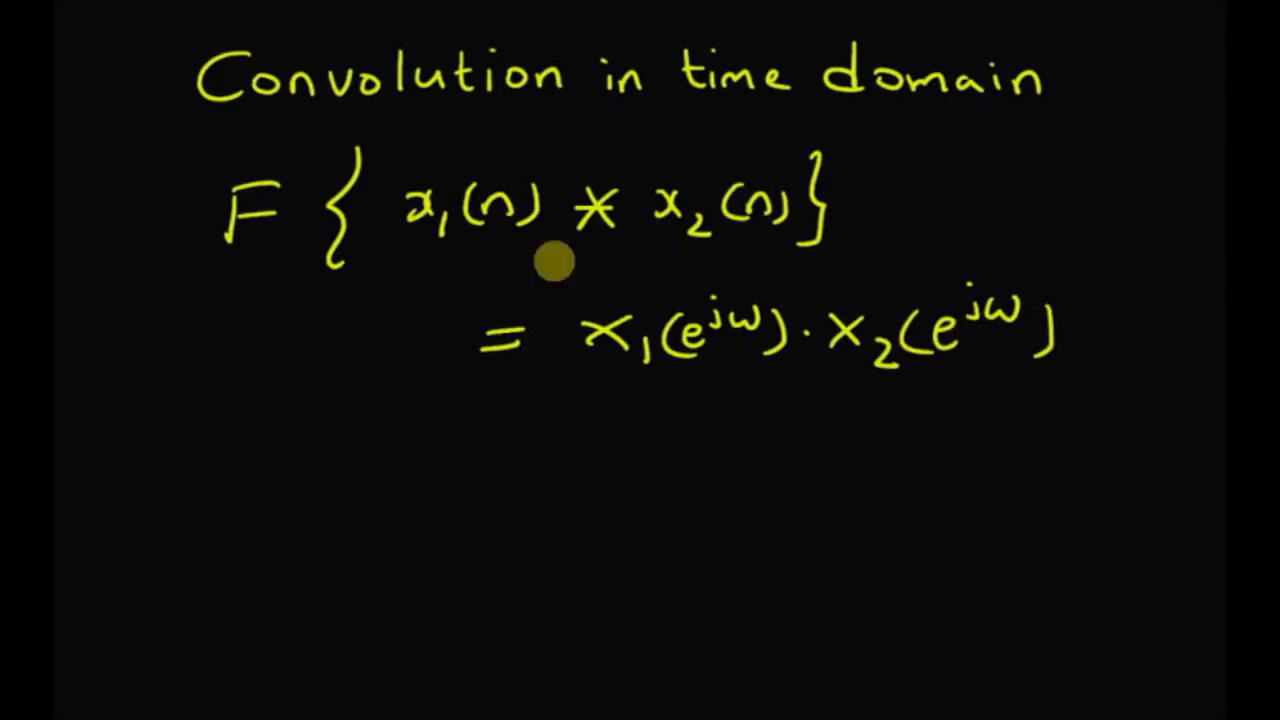 Convolution in time domain
F { x₁(n) * x₂(n) }
= X₁(e^jω) · X₂(e^jω)